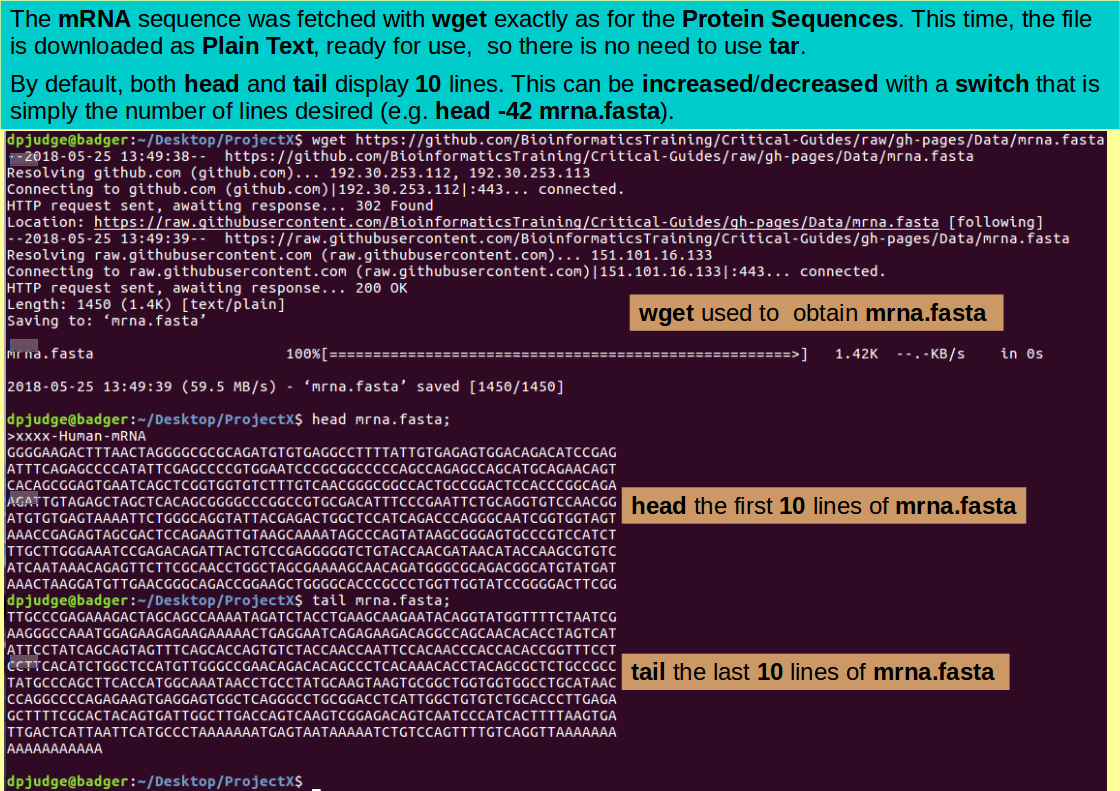 The mRNA sequence was fetched with wget exactly as for the Protein Sequences. This time, the file
is downloaded as Plain Text, ready for use,  so there is no need to use tar.
By default, both head and tail display 10 lines. This can be increased/decreased with a switch that is
simply the number of lines desired (e.g. head -42 mrna.fasta).
dpjudge@badger:~/Desktop/ProjectX$ wget https://github.com/BioinformaticsTraining/Critical-Guides/raw/gh-pages/Data/mrna.fasta
--2018-05-25 13:49:38--  https://github.com/BioinformaticsTraining/Critical-Guides/raw/gh-pages/Data/mrna.fasta
Resolving github.com (github.com)... 192.30.253.112, 192.30.253.113
Connecting to github.com (github.com)|192.30.253.112|:443... connected.
HTTP request sent, awaiting response... 302 Found
Location: https://raw.githubusercontent.com/BioinformaticsTraining/Critical-Guides/gh-pages/Data/mrna.fasta [following]
--2018-05-25 13:49:39--  https://raw.githubusercontent.com/BioinformaticsTraining/Critical-Guides/gh-pages/Data/mrna.fasta
Resolving raw.githubusercontent.com (raw.githubusercontent.com)... 151.101.16.133
Connecting to raw.githubusercontent.com (raw.githubusercontent.com)|151.101.16.133|:443... connected.
HTTP request sent, awaiting response... 200 OK
Length: 1450 (1.4K) [text/plain]
Saving to: ‘mrna.fasta’
wget used to  obtain mrna.fasta
mrna.fasta 100%[=====================================================>] 1.42K --.-KB/s in 0s
2018-05-25 13:49:39 (59.5 MB/s) - ‘mrna.fasta’ saved [1450/1450]
dpjudge@badger:~/Desktop/ProjectX$ head mrna.fasta;
>xxxx-Human-mRNA
GGGGAAGACTTTAACTAGGGGCGCGCAGATGTGTGAGGCCTTTTATTGTGAGAGTGGACAGACATCCGAG
ATTTCAGAGCCCCATATTCGAGCCCCGTGGAATCCCGCGGCCCCCAGCCAGAGCCAGCATGCAGAACAGT
CACAGCGGAGTGAATCAGCTCGGTGGTGTCTTTGTCAACGGGCGGCCACTGCCGGACTCCACCCGGCAGA
AGATTGTAGAGCTAGCTCACAGCGGGGCCCGGCCGTGCGACATTTCCCGAATTCTGCAGGTGTCCAACGG
ATGTGTGAGTAAAATTCTGGGCAGGTATTACGAGACTGGCTCCATCAGACCCAGGGCAATCGGTGGTAGT
AAACCGAGAGTAGCGACTCCAGAAGTTGTAAGCAAAATAGCCCAGTATAAGCGGGAGTGCCCGTCCATCT
TTGCTTGGGAAATCCGAGACAGATTACTGTCCGAGGGGGTCTGTACCAACGATAACATACCAAGCGTGTC
ATCAATAAACAGAGTTCTTCGCAACCTGGCTAGCGAAAAGCAACAGATGGGCGCAGACGGCATGTATGAT
AAACTAAGGATGTTGAACGGGCAGACCGGAAGCTGGGGCACCCGCCCTGGTTGGTATCCGGGGACTTCGG
head the first 10 lines of mrna.fasta
dpjudge@badger:~/Desktop/ProjectX$ tail mrna.fasta;
TTGCCCGAGAAAGACTAGCAGCCAAAATAGATCTACCTGAAGCAAGAATACAGGTATGGTTTTCTAATCG
AAGGGCCAAATGGAGAAGAGAAGAAAAACTGAGGAATCAGAGAAGACAGGCCAGCAACACACCTAGTCAT
ATTCCTATCAGCAGTAGTTTCAGCACCAGTGTCTACCAACCAATTCCACAACCCACCACACCGGTTTCCT
CCTTCACATCTGGCTCCATGTTGGGCCGAACAGACACAGCCCTCACAAACACCTACAGCGCTCTGCCGCC
TATGCCCAGCTTCACCATGGCAAATAACCTGCCTATGCAAGTAAGTGCGGCTGGTGGTGGCCTGCATAAC
CCAGGCCCCAGAGAAGTGAGGAGTGGCTCAGGGCCTGCGGACCTCATTGGCTGTGTCTGCACCCTTGAGA
GCTTTTCGCACTACAGTGATTGGCTTGACCAGTCAAGTCGGAGACAGTCAATCCCATCACTTTTAAGTGA
TTGACTCATTAATTCATGCCCTAAAAAAATGAGTAATAAAAATCTGTCCAGTTTTGTCAGGTTAAAAAAA
AAAAAAAAAAA
tail the last 10 lines of mrna.fasta
dpjudge@badger:~/Desktop/ProjectX$